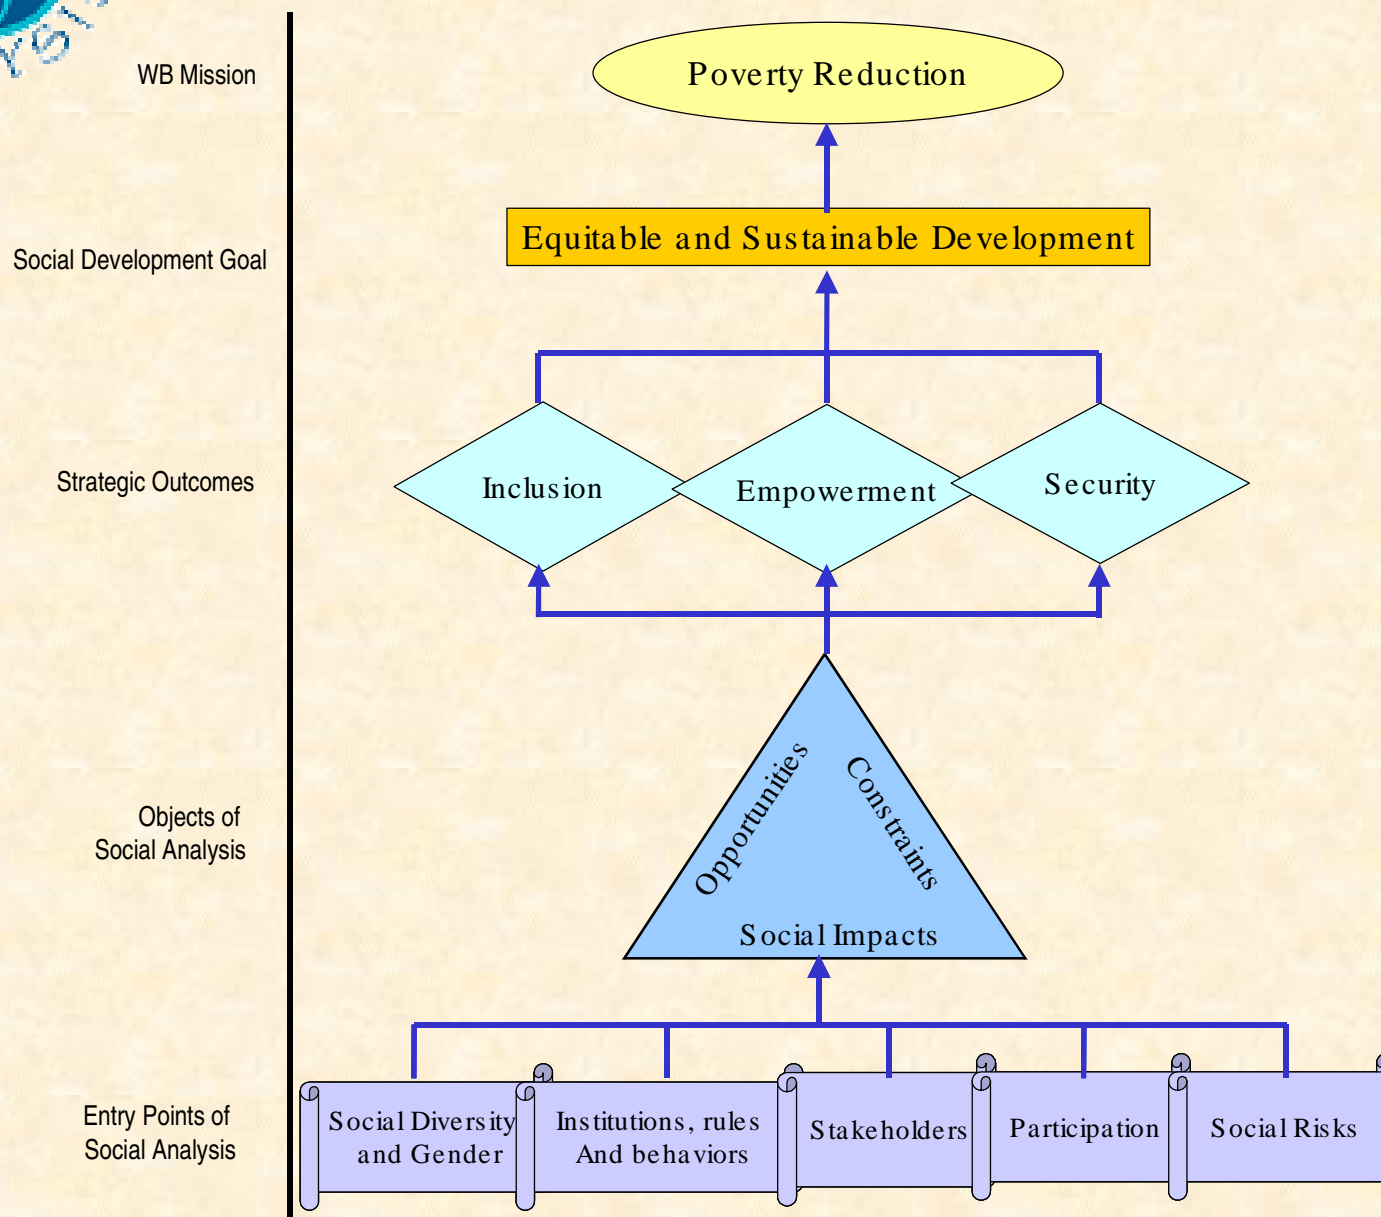 WB Mission
Poverty Reduction
Social Development Goal
Equitable and Sustainable Development
Strategic Outcomes
Inclusion
Empowerment
Security
Objects of
Social Analysis
Opportunities
Constraints
Social Impacts
Entry Points of
Social Analysis
Social Diversity
and Gender
Institutions, rules
And behaviors
Stakeholders
Participation
Social Risks